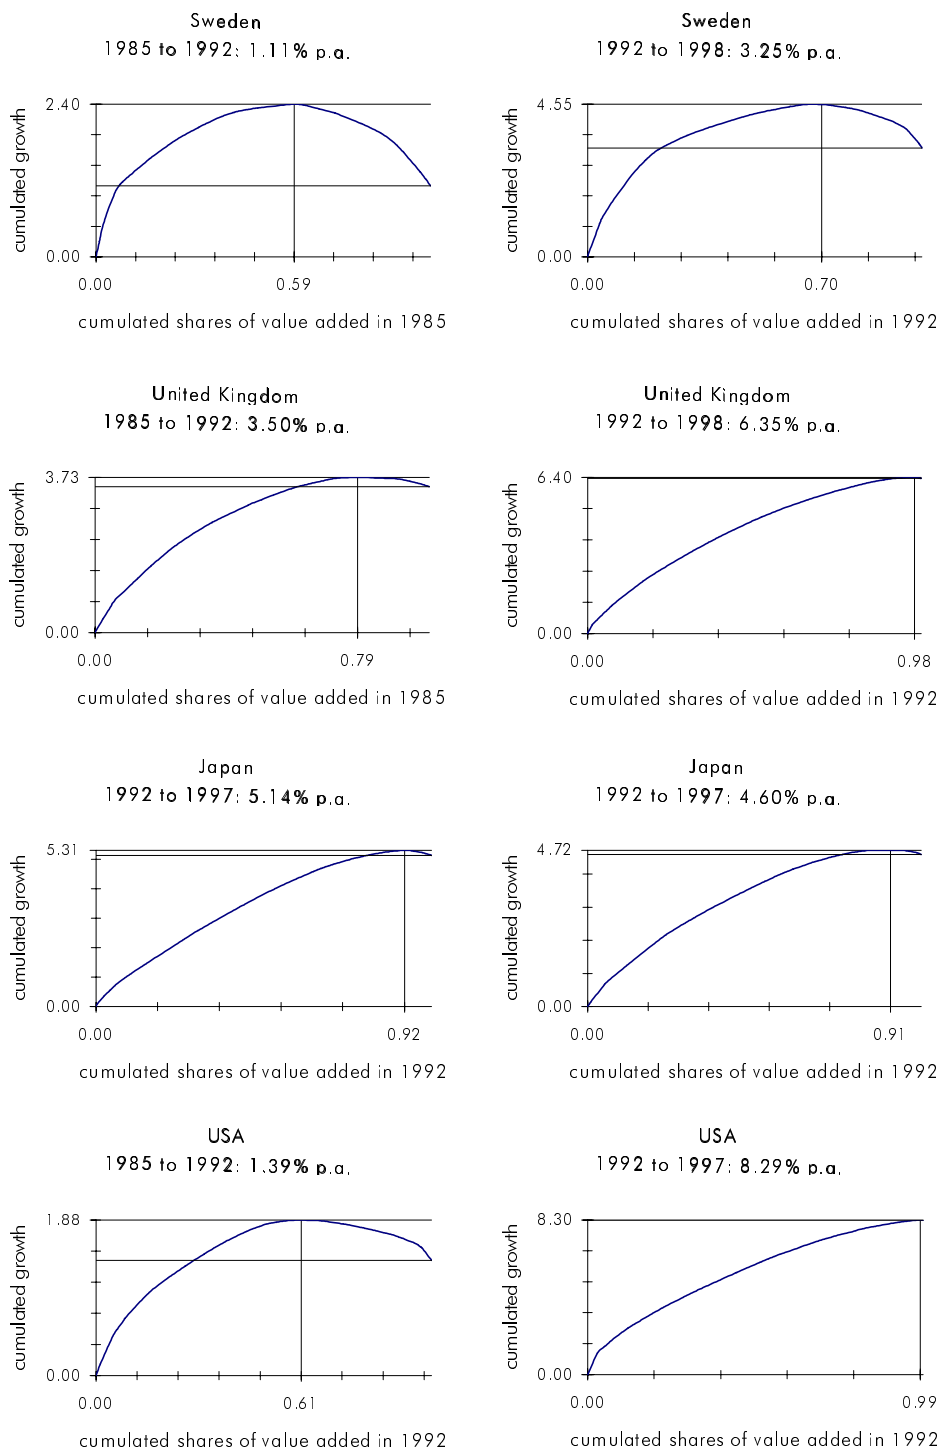 Sweden
1985 to 1992: 1.11% p.a.
cumulated growth
2.40
0.00
0.00
0.59
cumulated shares of value added in 1985
Sweden
1992 to 1998: 3.25% p.a.
cumulated growth
4.55
0.00
0.00
0.70
cumulated shares of value added in 1992
United Kingdom
1985 to 1992: 3.50% p.a.
cumulated growth
3.73
0.00
0.00
0.79
cumulated shares of value added in 1985
United Kingdom
1992 to 1998: 6.35% p.a.
cumulated growth
6.40
0.00
0.00
0.98
cumulated shares of value added in 1992
Japan
1992 to 1997: 5.14% p.a.
cumulated growth
5.31
0.00
0.00
0.92
cumulated shares of value added in 1992
Japan
1992 to 1997: 4.60% p.a.
cumulated growth
4.72
0.00
0.00
0.91
cumulated shares of value added in 1992
USA
1985 to 1992: 1.39% p.a.
cumulated growth
1.88
0.00
0.00
0.61
cumulated shares of value added in 1992
USA
1992 to 1997: 8.29% p.a.
cumulated growth
8.30
0.00
0.00
0.99
cumulated shares of value added in 1992